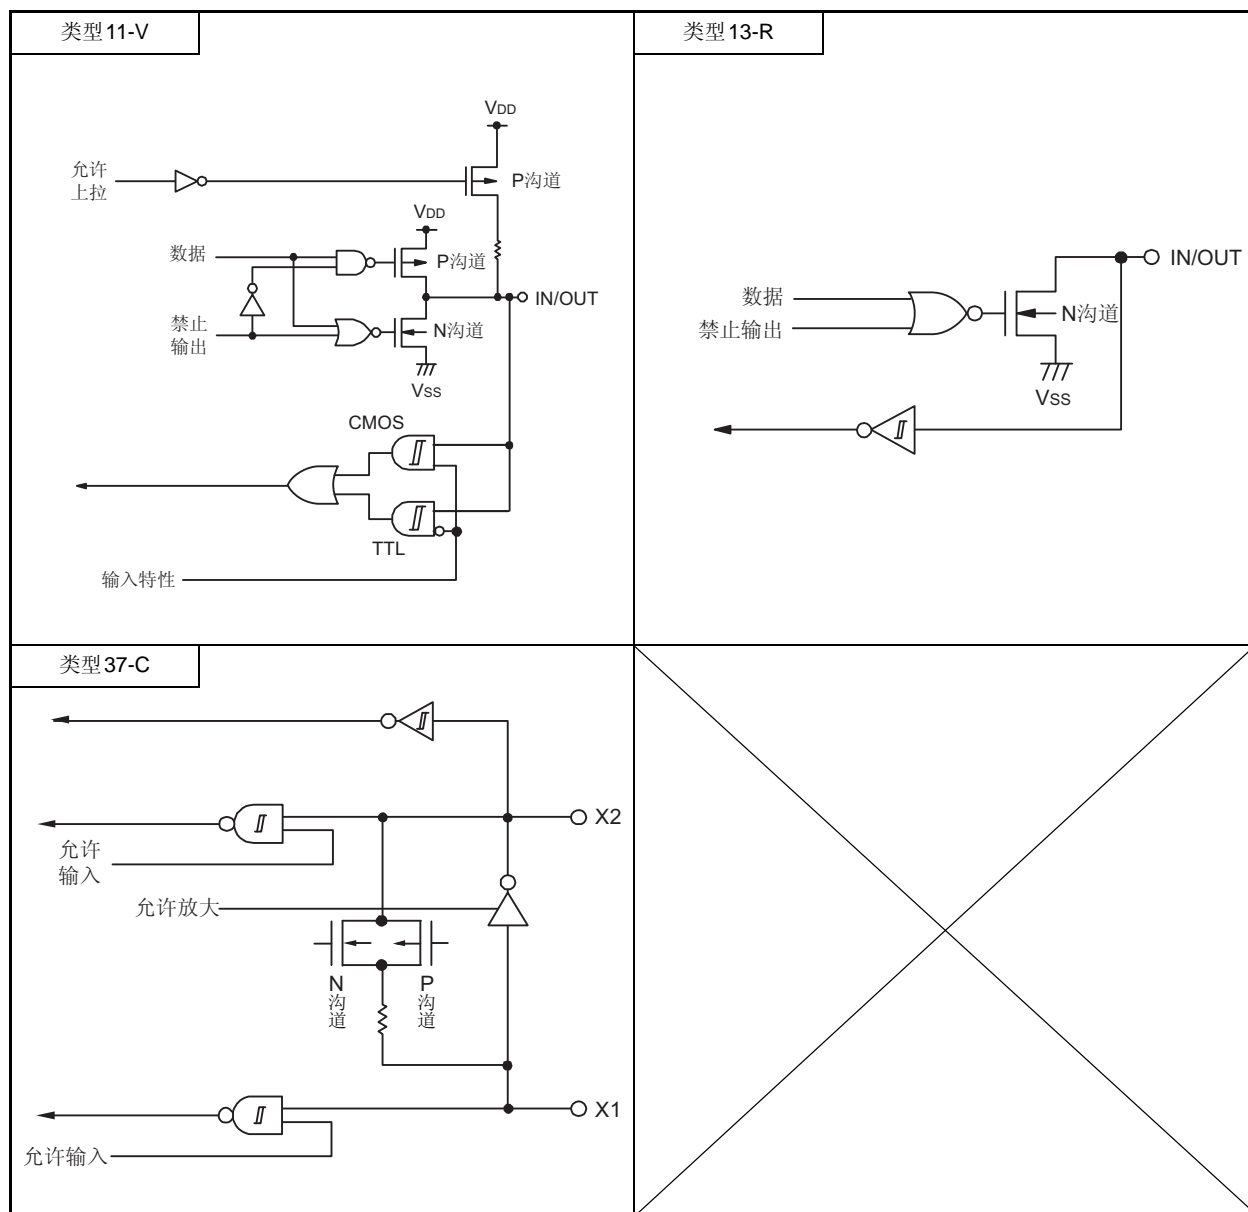 类型11-V
VDD
允许
上拉
P沟道
VDD
数据
P沟道
IN/OUT
禁止
输出
N沟道
VSS
CMOS
TTL
输入特性
类型13-R
IN/OUT
数据
禁止输出
N沟道
VSS
类型37-C
X2
允许
输入
允许放大
N
沟
道
P
沟
道
X1
允许输入